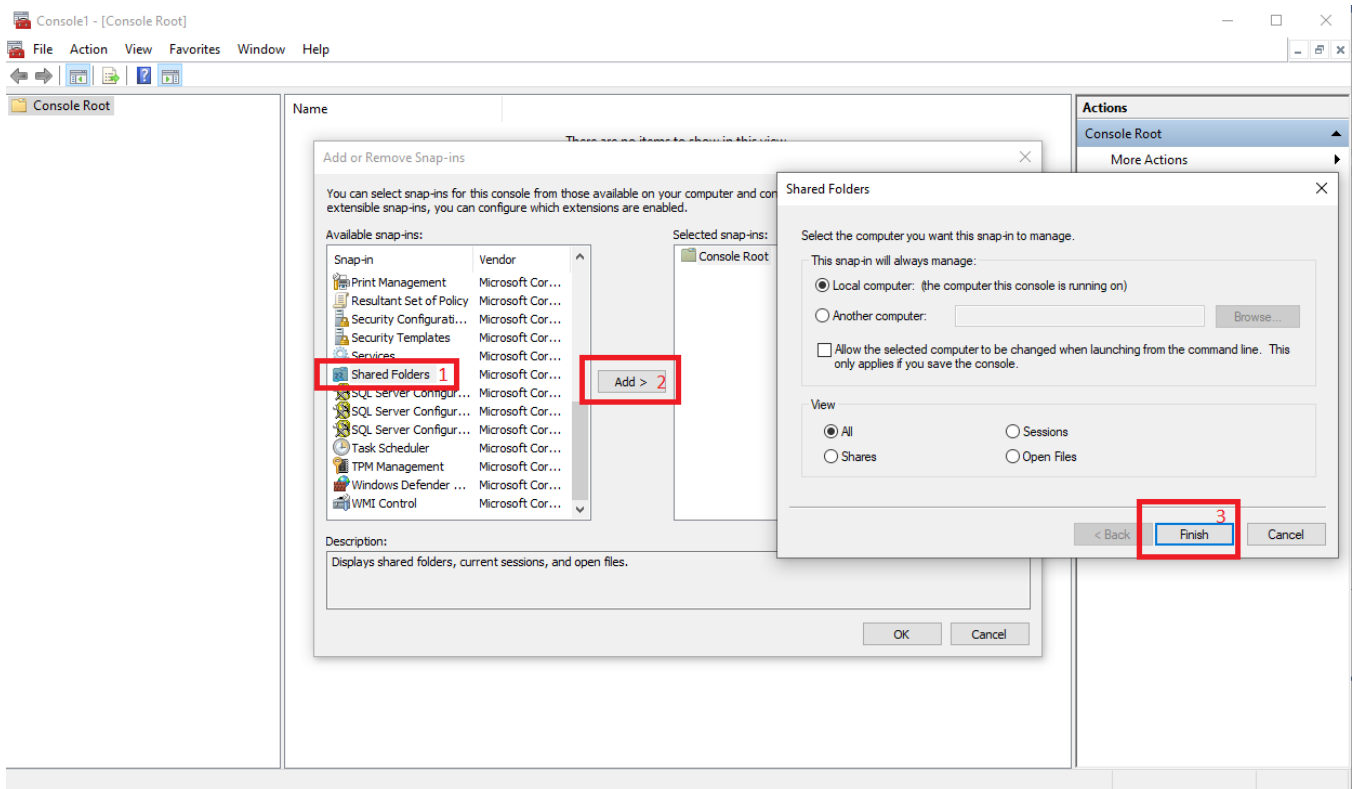 Console1 - [Console Root]
File Action View Favorites Window Help
Console Root
Name
Actions
Console Root
More Actions
Add or Remove Snap-ins
You can select snap-ins for this console from those available on your computer and con
extensible snap-ins, you can configure which extensions are enabled.
Available snap-ins:
Snap-in Vendor
Print Management Microsoft Cor...
Resultant Set of Policy Microsoft Cor...
Security Configurati... Microsoft Cor...
Security Templates Microsoft Cor...
Services Microsoft Cor...
Shared Folders 1 Microsoft Cor...
SQL Server Configur... Microsoft Cor...
SQL Server Configur... Microsoft Cor...
SQL Server Configur... Microsoft Cor...
Task Scheduler Microsoft Cor...
TPM Management Microsoft Cor...
Windows Defender ... Microsoft Cor...
WMI Control Microsoft Cor...
Add > 2
Selected snap-ins:
Console Root
Description:
Displays shared folders, current sessions, and open files.
OK Cancel
Shared Folders
Select the computer you want this snap-in to manage.
This snap-in will always manage:
Local computer: (the computer this console is running on)
Another computer: Browse...
Allow the selected computer to be changed when launching from the command line. This
only applies if you save the console.
View
All Sessions
Shares Open Files
3
< Back Finish Cancel